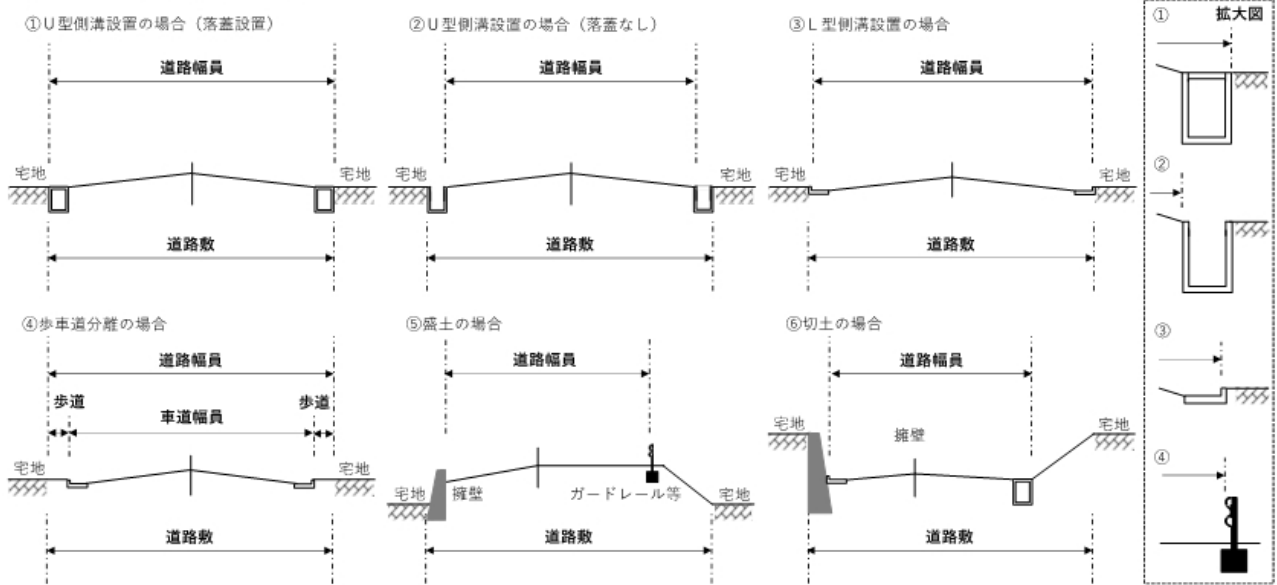 ①U型側溝設置の場合（落蓋設置）
道路幅員
宅地
宅地
道路敷
②U型側溝設置の場合（落蓋なし）
道路幅員
宅地
宅地
道路敷
③L型側溝設置の場合
道路幅員
宅地
宅地
道路敷
④歩車道分離の場合
道路幅員
歩道
車道幅員
歩道
宅地
宅地
道路敷
⑤盛土の場合
道路幅員
宅地
擁壁
ガードレール等
宅地
道路敷
⑥切土の場合
道路幅員
宅地
擁壁
宅地
道路敷
拡大図
①
②
③
④